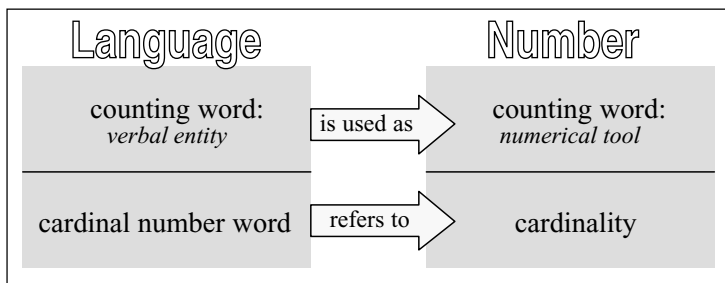 Language
Number
counting word:
verbal entity
is used as
counting word:
numerical tool
cardinal number word
refers to
cardinality